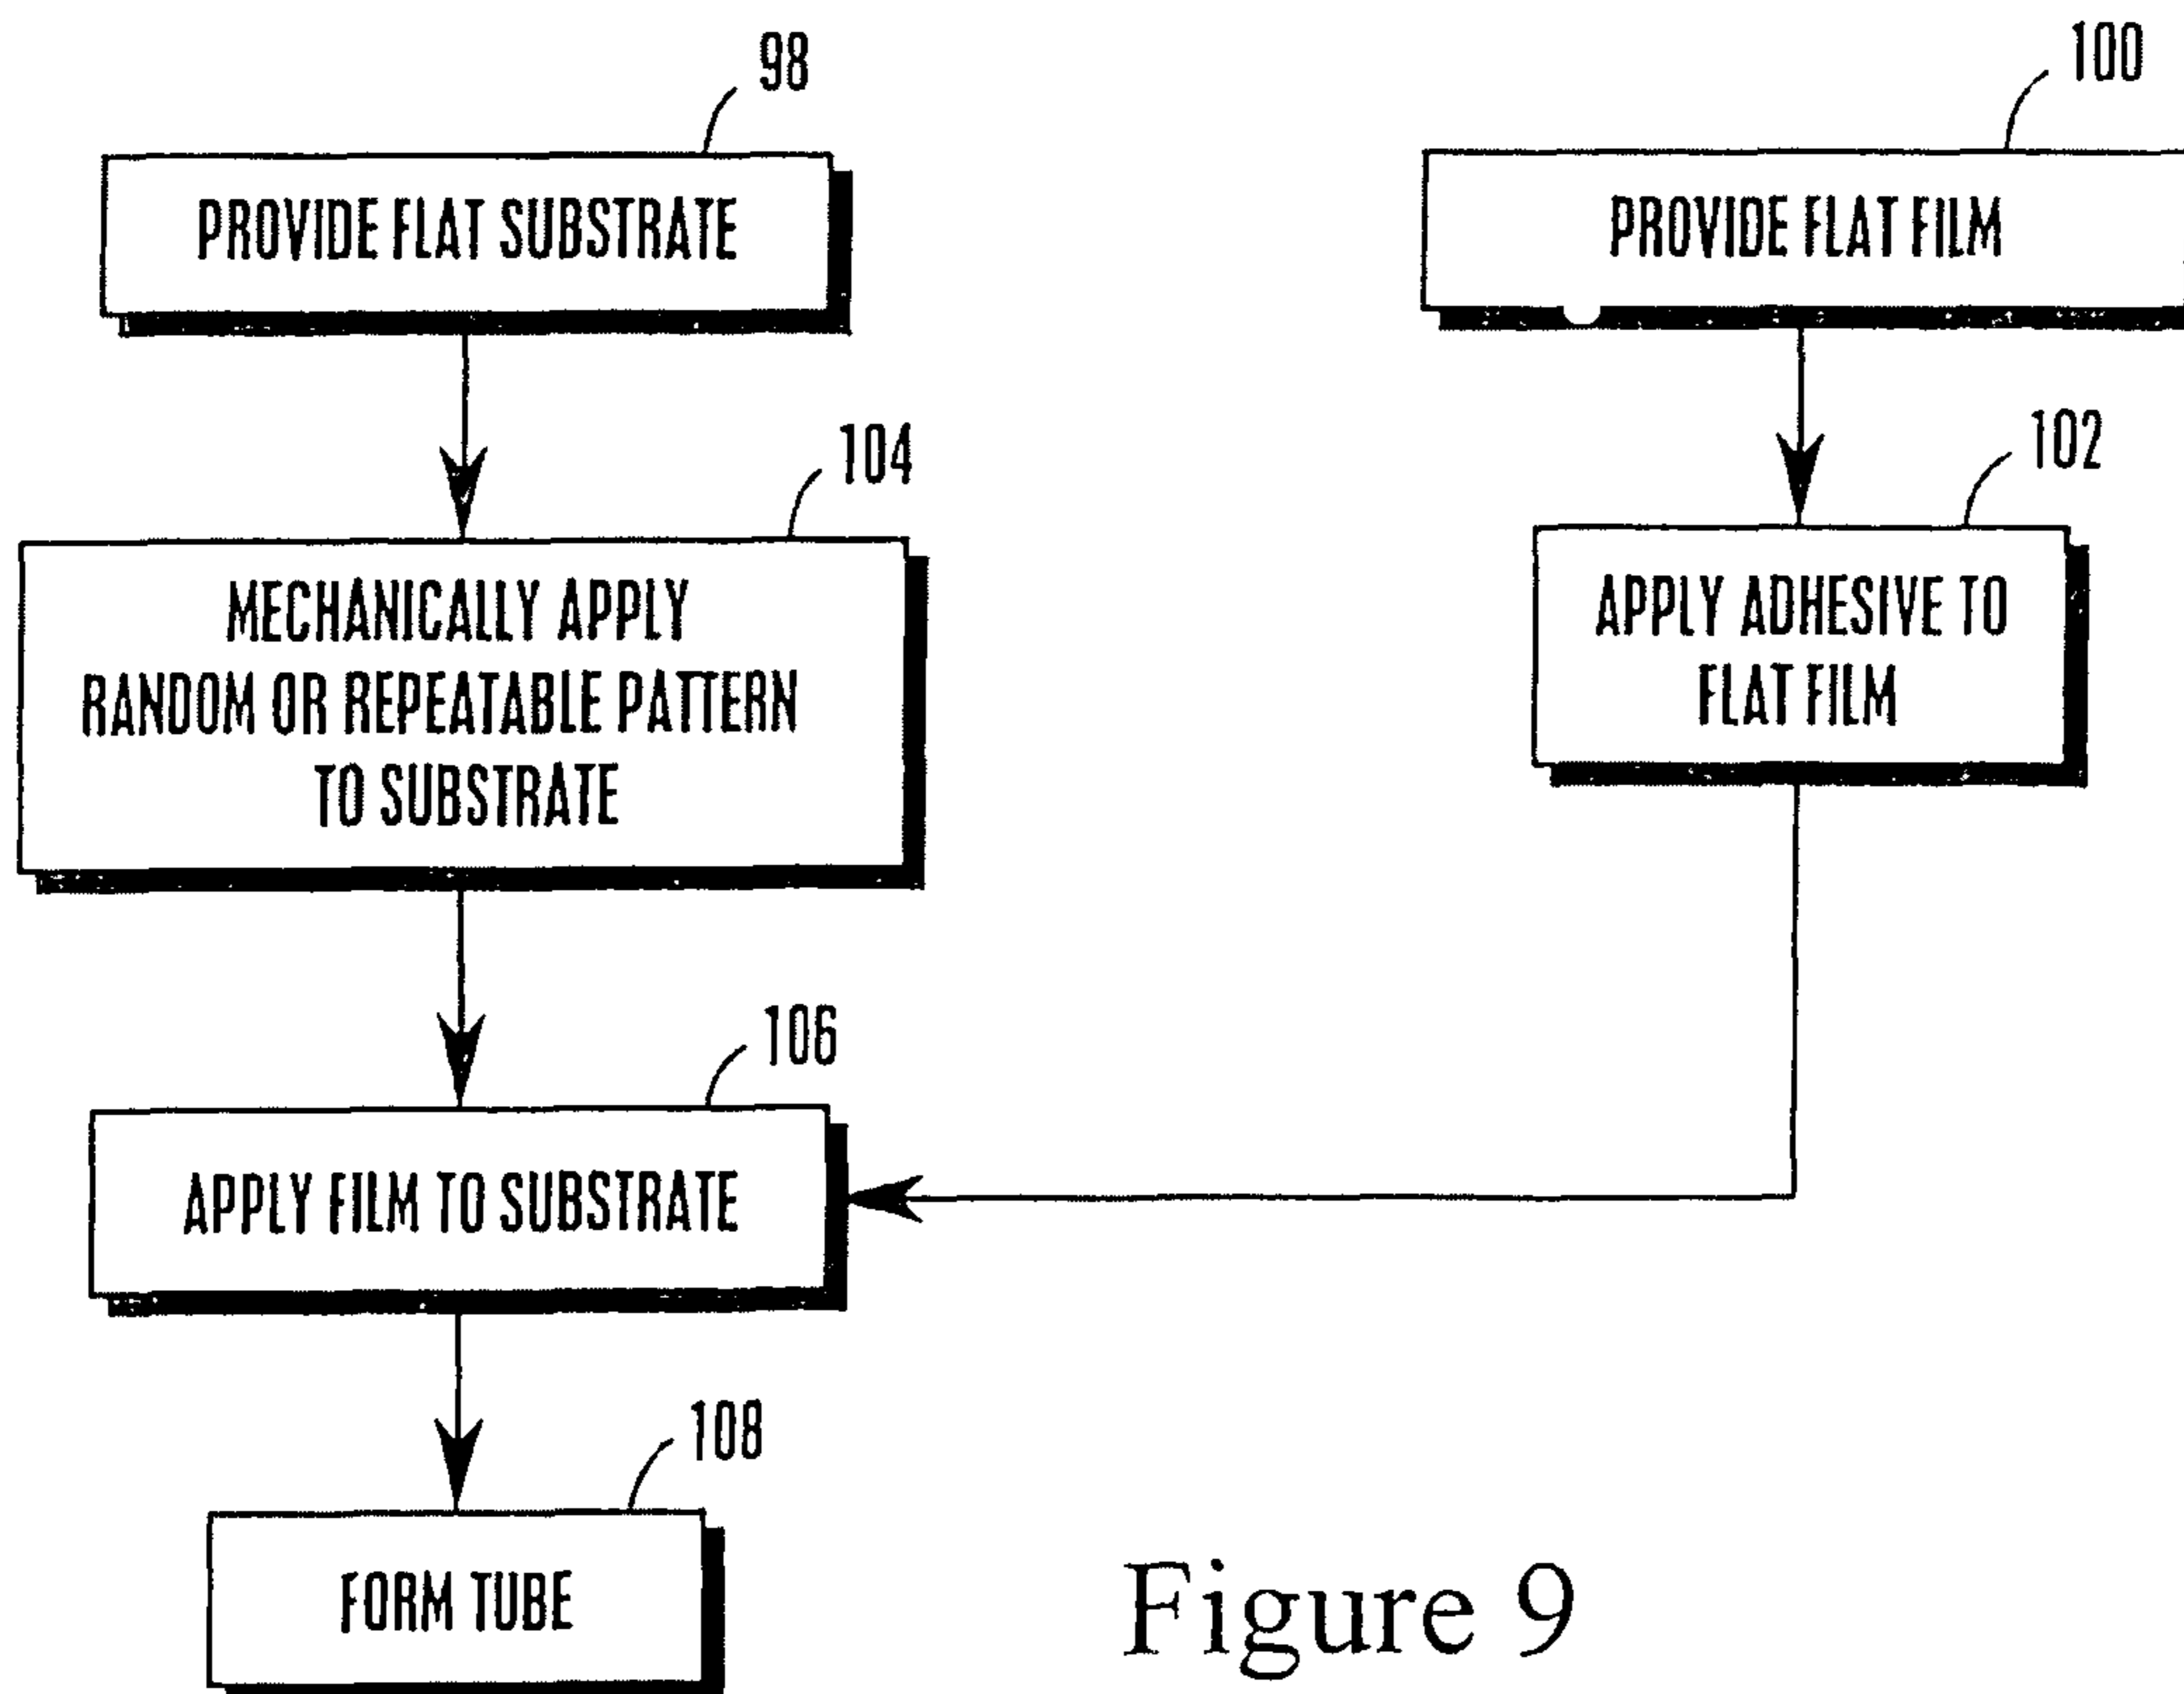 98
PROVIDE FLAT SUBSTRATE
100
PROVIDE FLAT FILM
104
MECHANICALLY APPLY
RANDOM OR REPEATABLE PATTERN
TO SUBSTRATE
102
APPLY ADHESIVE TO
FLAT FILM
106
APPLY FILM TO SUBSTRATE
108
FORM TUBE
Figure 9